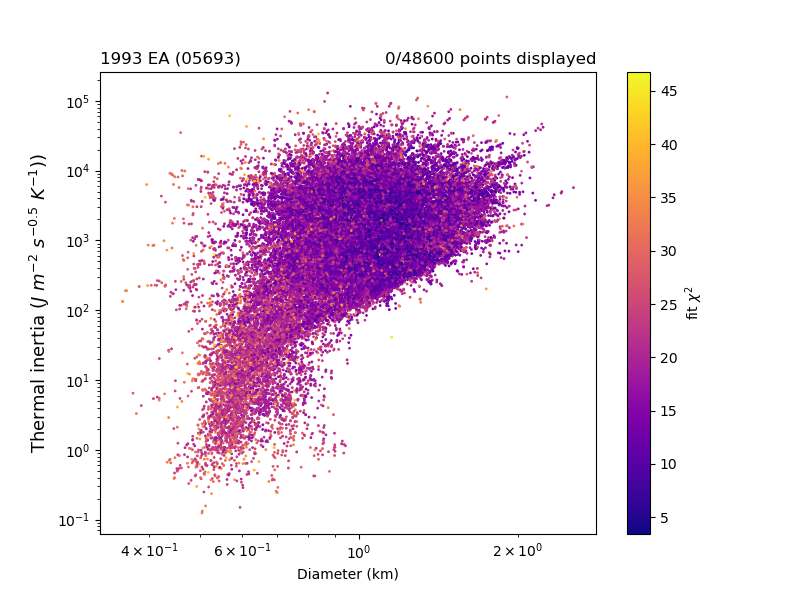 1993 EA (05693)
0/48600 points displayed
Thermal inertia (J m⁻² s⁻⁰·⁵ K⁻¹))
10⁵
10⁴
10³
10²
10¹
10⁰
10⁻¹
4 × 10⁻¹
6 × 10⁻¹
10⁰
2 × 10⁰
Diameter (km)
45
40
35
30
25
20
15
10
5
fit χ²